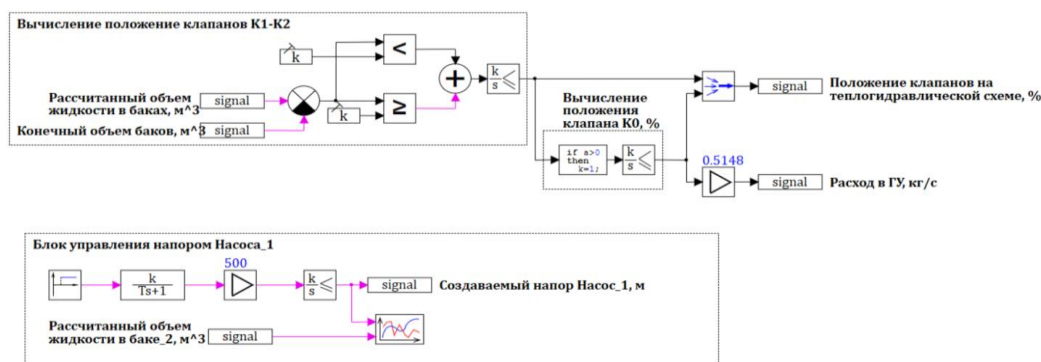 Вычисление положение клапанов К1-К2
k
<
k
≥
+
k
s
≤
Рассчитанный объем
жидкости в баках, м^3
signal
Конечный объем баков, м^3
signal
Вычисление
положения
клапана К0, %
if a>0
then
k=1;
k
s
≤
signal
Положение клапанов на
теплогидравлической схеме, %
0.5148
signal
Расход в ГУ, кг/с
Блок управления напором Насоса_1
k
Ts+1
500
k
s
≤
signal
Создаваемый напор Насос_1, м
Рассчитанный объем
жидкости в баке_2, м^3
signal